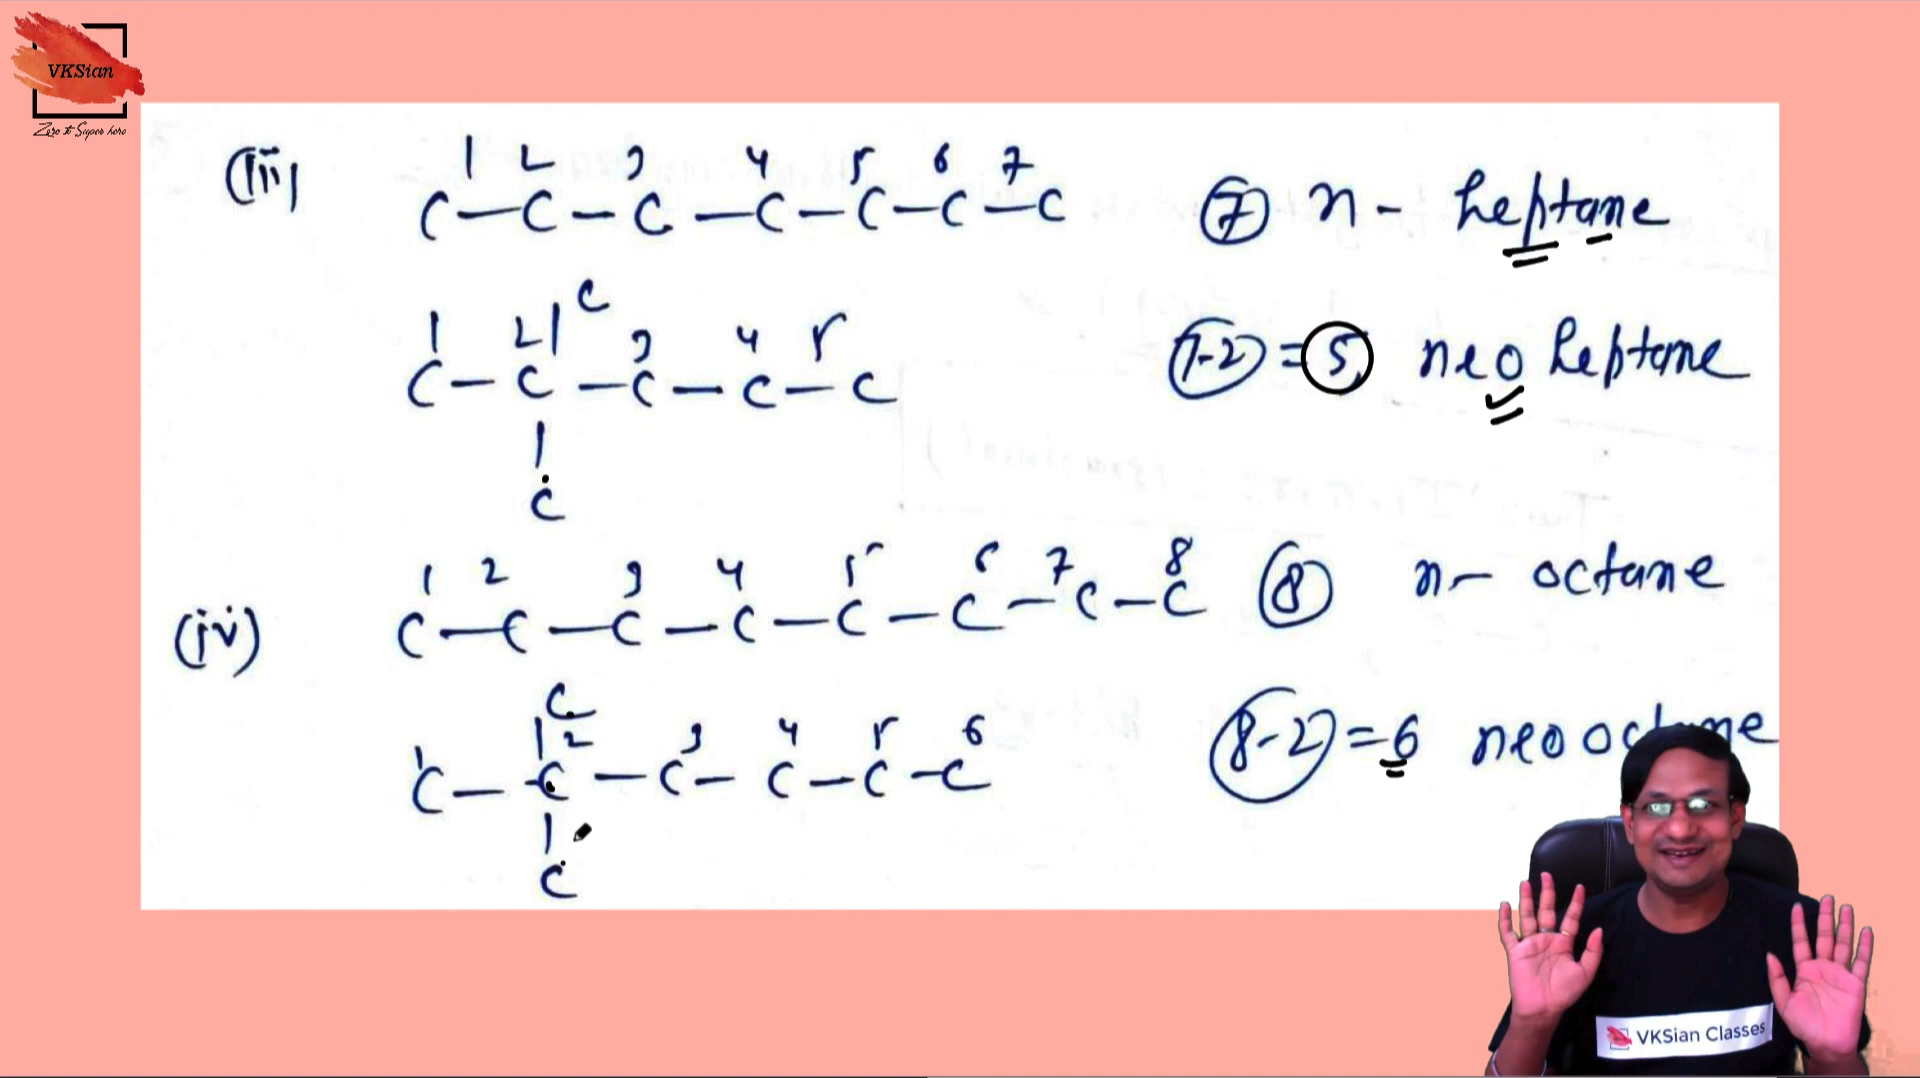 VKSian
Zero to Super hero
(iii) 1 2 3 4 5 6 7
C—C—C—C—C—C—C ⑦ n- heptane
C
1 2 3 4 5
C—C—C—C—C (7-2) = 5 neo heptane
C
1 2 3 4 5 6 7 8
(iv) C—C—C—C—C—C—C—C ⑧ n- octane
C
1 2 3 4 5 6
C—C—C—C—C—C (8-2) = 6 neo
C
VKSian Classes